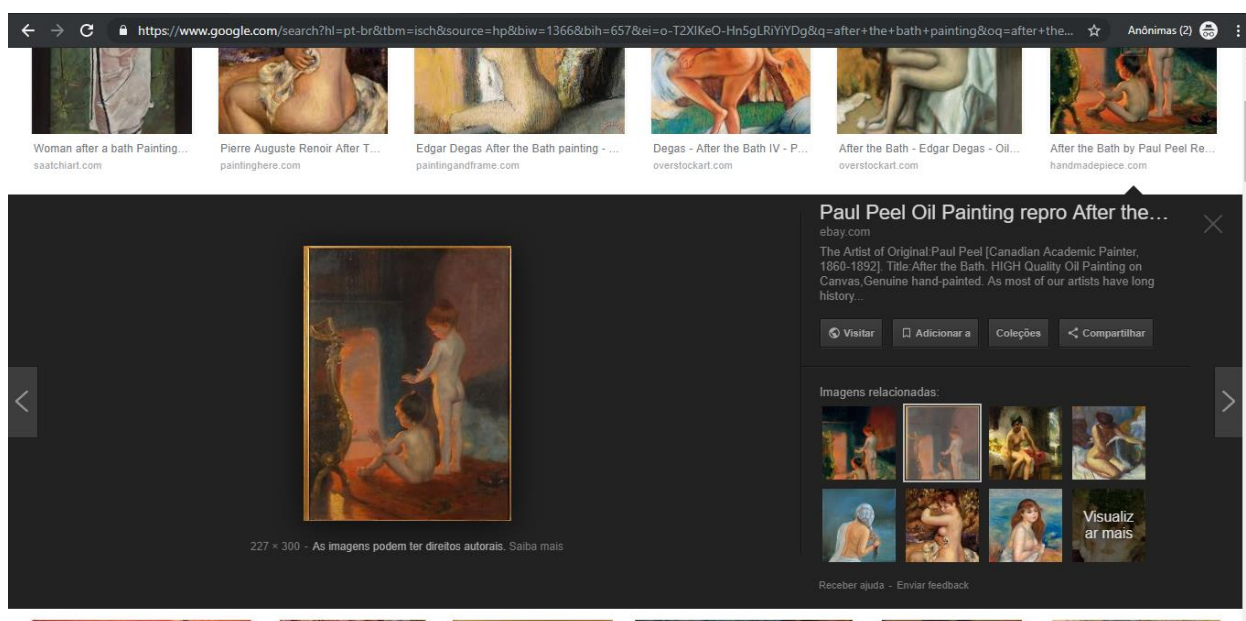 https://www.google.com/search?hl=pt-br&tbm=isch&source=hp&biw=1366&bih=657&ei=o-T2XIKeO-Hn5gLRiYiYDg&q=after+the+bath+painting&oq=after+the... Anônimas (2)
Woman after a bath Painting... Pierre Auguste Renoir After T... Edgar Degas After the Bath painting - ... Degas - After the Bath IV - P... After the Bath - Edgar Degas - Oil... After the Bath by Paul Peel Re...
saatchiart.com paintinghere.com paintingandframe.com overstockart.com overstockart.com handmadepiece.com
Paul Peel Oil Painting repro After the...
ebay.com
The Artist of Original:Paul Peel [Canadian Academic Painter,
1860-1892]. Title:After the Bath. HIGH Quality Oil Painting on
Canvas,Genuine hand-painted. As most of our artists have long
history...
Visitar Adicionar a Coleções Compartilhar
Imagens relacionadas:
Visualiz
ar mais
227 × 300 - As imagens podem ter direitos autorais. Saiba mais
Receber ajuda - Enviar feedback